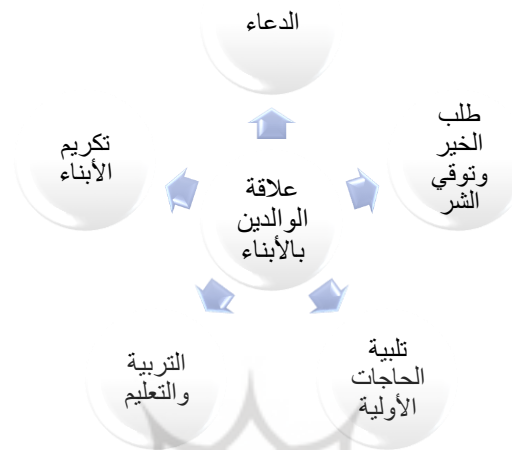 الدعاء
طلب
الخير
وتوقي
الشر
تكريم
الأبناء
علاقة
الوالدين
بالأبناء
تلبية
الحاجات
الأولية
التربية
والتعليم